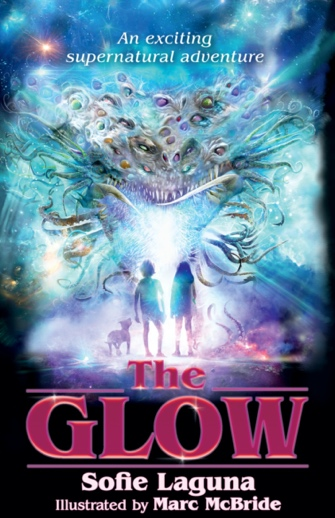 An exciting
supernatural adventure
The
GLOW
Sofie Laguna
Illustrated by Marc McBride